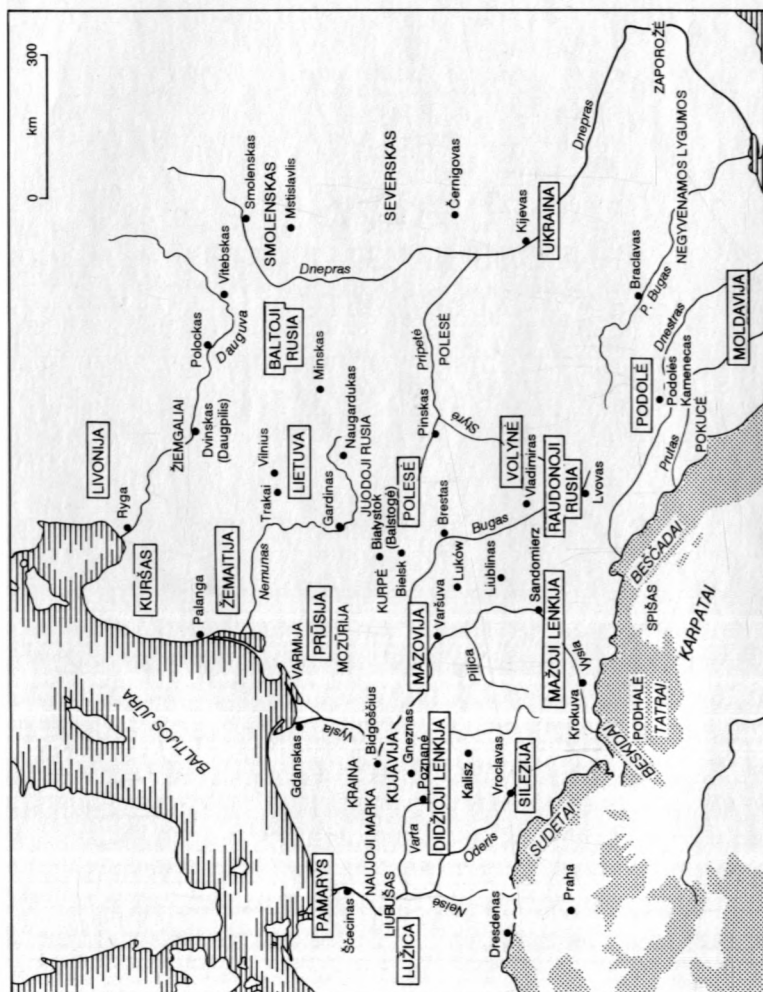 300
km
0
BALTIJOS JŪRA
LIVONIJA
Ryga
KURŠAS
ŽIEMGALIAI
Dvinskas
(Daugpilis)
Polockas
Dauguva
Vitebskas
Smolenskas
SMOLENSKAS
Mstislavlis
Palanga
ŽEMAITIJA
Nemunas
Trakai
Vilnius
LIETUVA
BALTOJI
RUSIA
Minskas
Dnepras
Gardinas
Naugardukas
JUODOJI RUSIA
PRŪSIJA
VARMIJA
MOZŪRIJA
Gdanskas
Vysla
PAMARYS
Ščecinas
KRAINA
Bidgoščius
NAUJOJI MARKA
KUJAVIJA
KURPĖ
Białystok
(Balstogė)
Bielsk
POLESĖ
Pinskas
Pripetė
POLESĖ
SEVERSKAS
Černigovas
LIUBUŠAS
Gneznas
Poznanė
Varta
DIDŽIOJI LENKIJA
Kalisz
MAZOVIJA
Varšuva
Pilica
Brestas
Bugas
Luków
Liublinas
Styrė
VOLYNĖ
Vladimiras
Kijevas
UKRAINA
Dnepras
LUŽICA
Neisė
Oderis
Vroclavas
SILEZIJA
Sandomierz
MAŽOJI LENKIJA
RAUDONOJI
RUSIA
Lvovas
Dresdenas
Praha
SUDETAI
Krokuva
Vysla
BESKIDAI
PODHALĖ
TATRAI
SPIŠAS
BEŠČADAI
KARPATAI
Braclavas
P. Bugas
PODOLĖ
Podolės
Kamenecas
Dnestras
Prutas
POKUCĖ
MOLDAVIJA
NEGYVENAMOS LYGUMOS
ZAPOROŽĖ